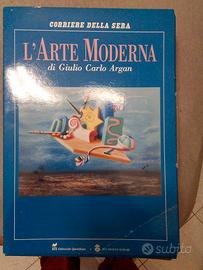 CORRIERE DELLA SERA
L'ARTE MODERNA
di Giulio Carlo Argan
subito